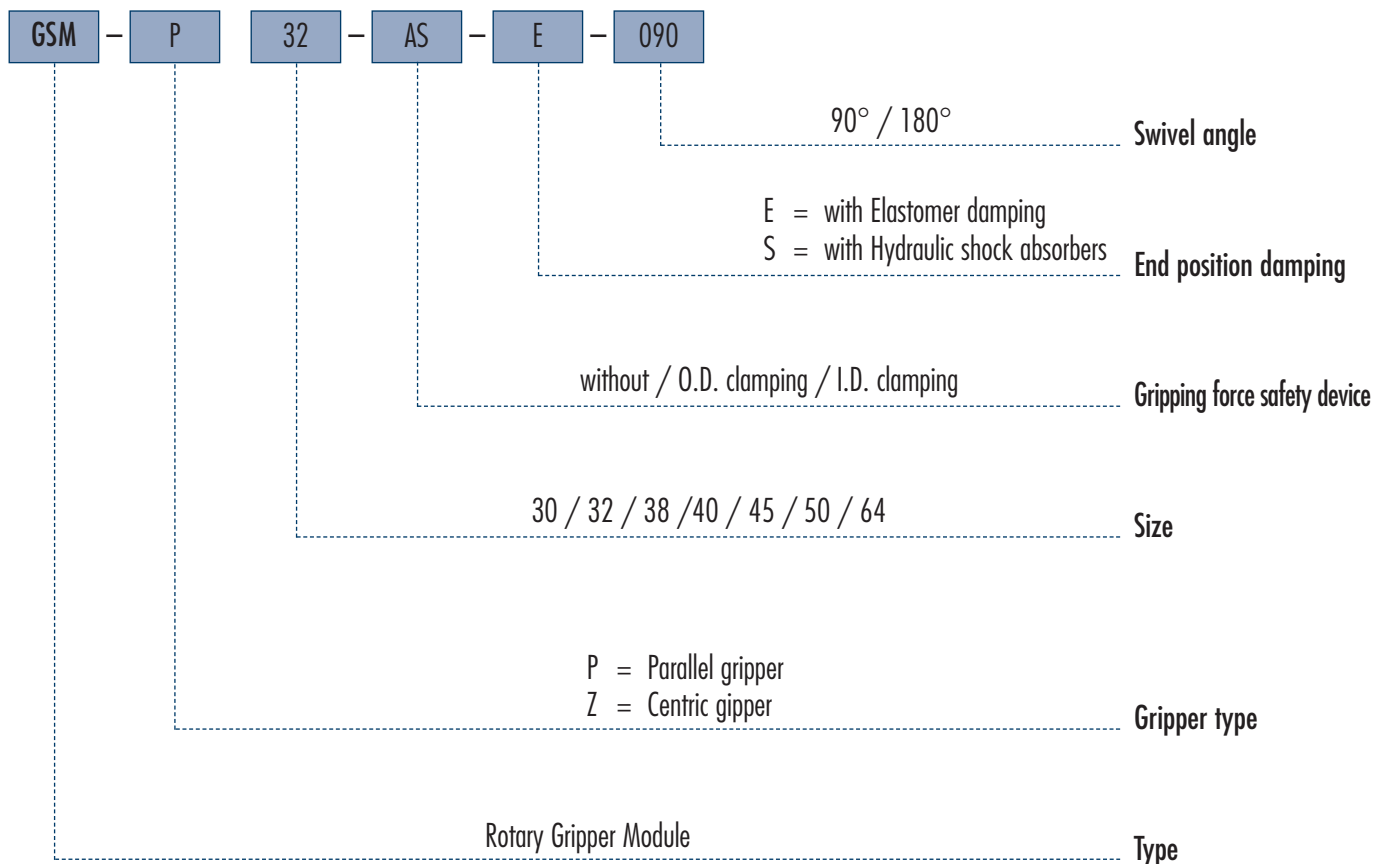 GSM – P 32 – AS – E – 090
90° / 180°
Swivel angle
E = with Elastomer damping
S = with Hydraulic shock absorbers
End position damping
without / O.D. clamping / I.D. clamping
Gripping force safety device
30 / 32 / 38 /40 / 45 / 50 / 64
Size
P = Parallel gripper
Z = Centric gipper
Gripper type
Rotary Gripper Module
Type